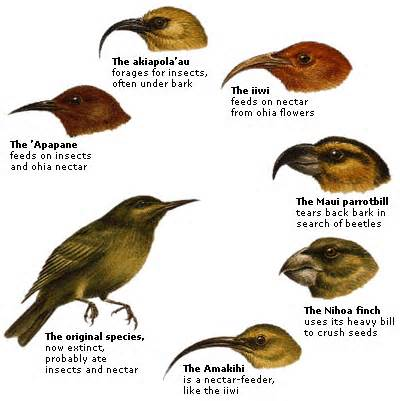 The akiapola'au
forages for insects,
often under bark
The iiwi
feeds on nectar
from ohia flowers
The 'Apapane
feeds on insects
and ohia nectar
The Maui parrotbill
tears back bark in
search of beetles
The Nihoa finch
uses its heavy bill
to crush seeds
The original species,
now extinct,
probably ate
insects and nectar
The Amakihi
is a nectar-feeder,
like the iiwi